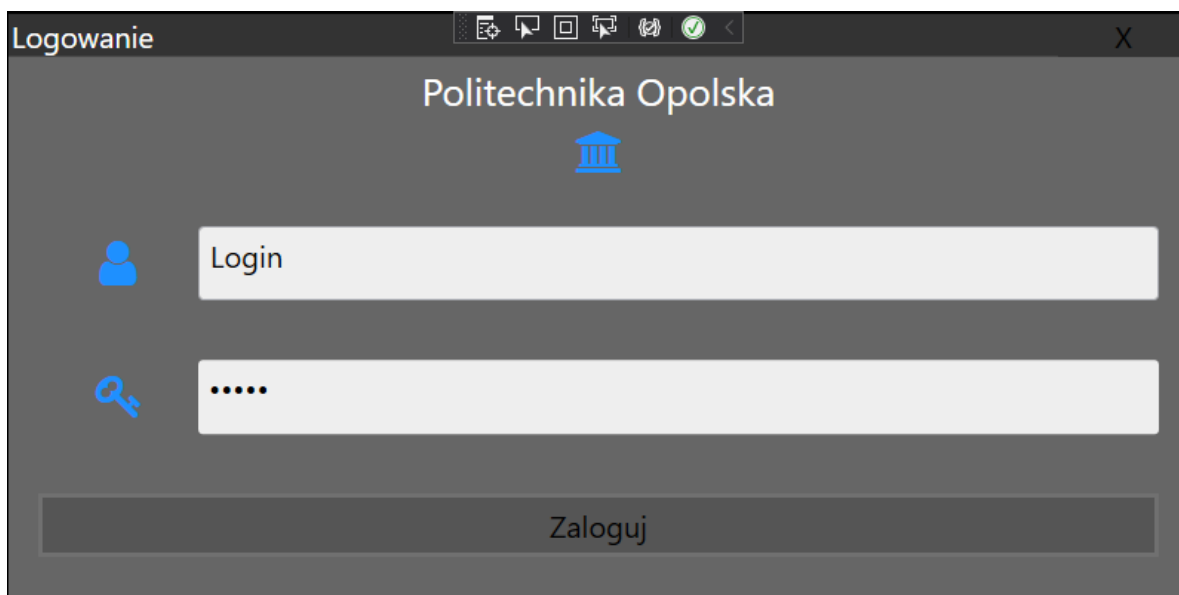 Logowanie
X
Politechnika Opolska
Login
•••••
Zaloguj